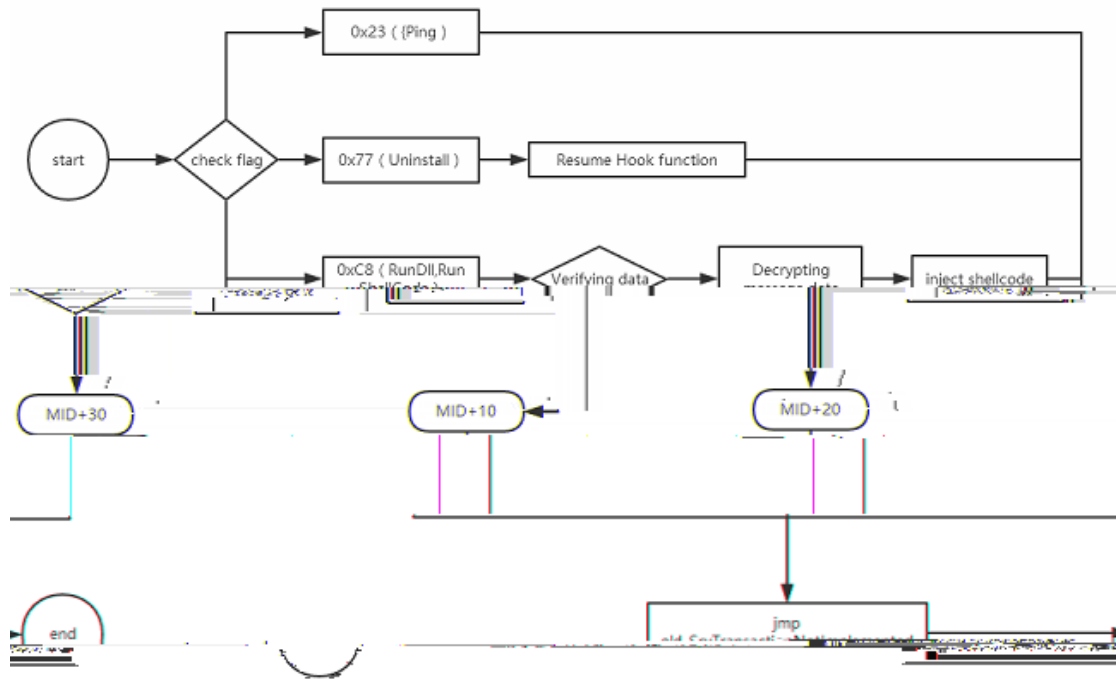 0x23 ( {Ping )
start
check flag
0x77 ( Uninstall )
Resume Hook function
0xC8 ( RunDll,Run
ShellCode )
Verifying data
Decrypting
inject shellcode
MID+30
MID+10
MID+20
end
jmp